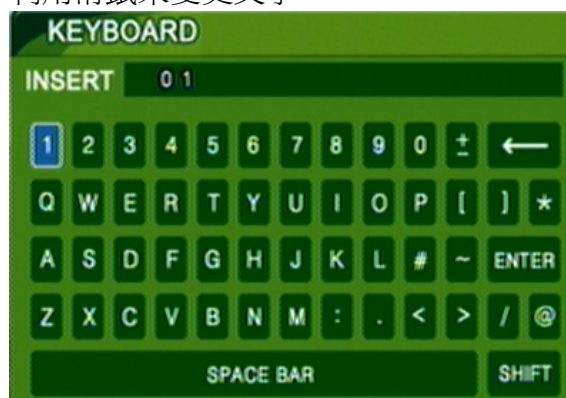 KEYBOARD
INSERT 01
1 2 3 4 5 6 7 8 9 0 ± ←
Q W E R T Y U I O P [ ] *
A S D F G H J K L # ~ ENTER
Z X C V B N M : . < > / @
SPACE BAR SHIFT